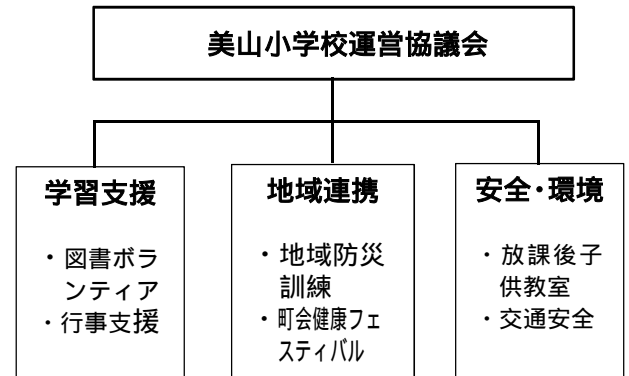 美山小学校運営協議会
学習支援
・図書ボラ
ンティア
・行事支援
地域連携
・地域防災
訓練
・町会健康フェ
スティバル
安全・環境
・放課後子
供教室
・交通安全